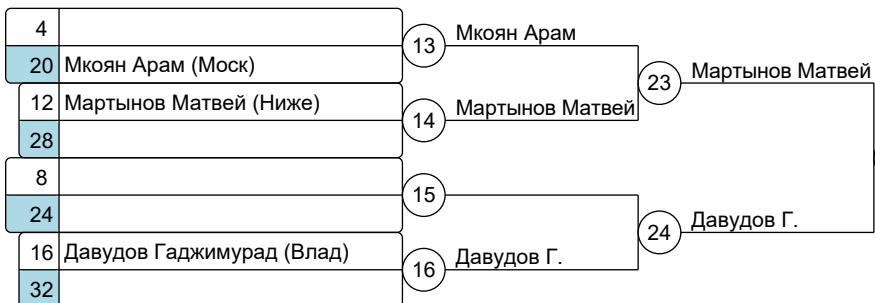 4
13 Мкоян Арам
20 Мкоян Арам (Моск)
23 Мартынов Матвей
12 Мартынов Матвей (Ниже)
14 Мартынов Матвей
28
8
15
24
24 Давудов Г.
16 Давудов Гаджимурад (Влад)
16 Давудов Г.
32